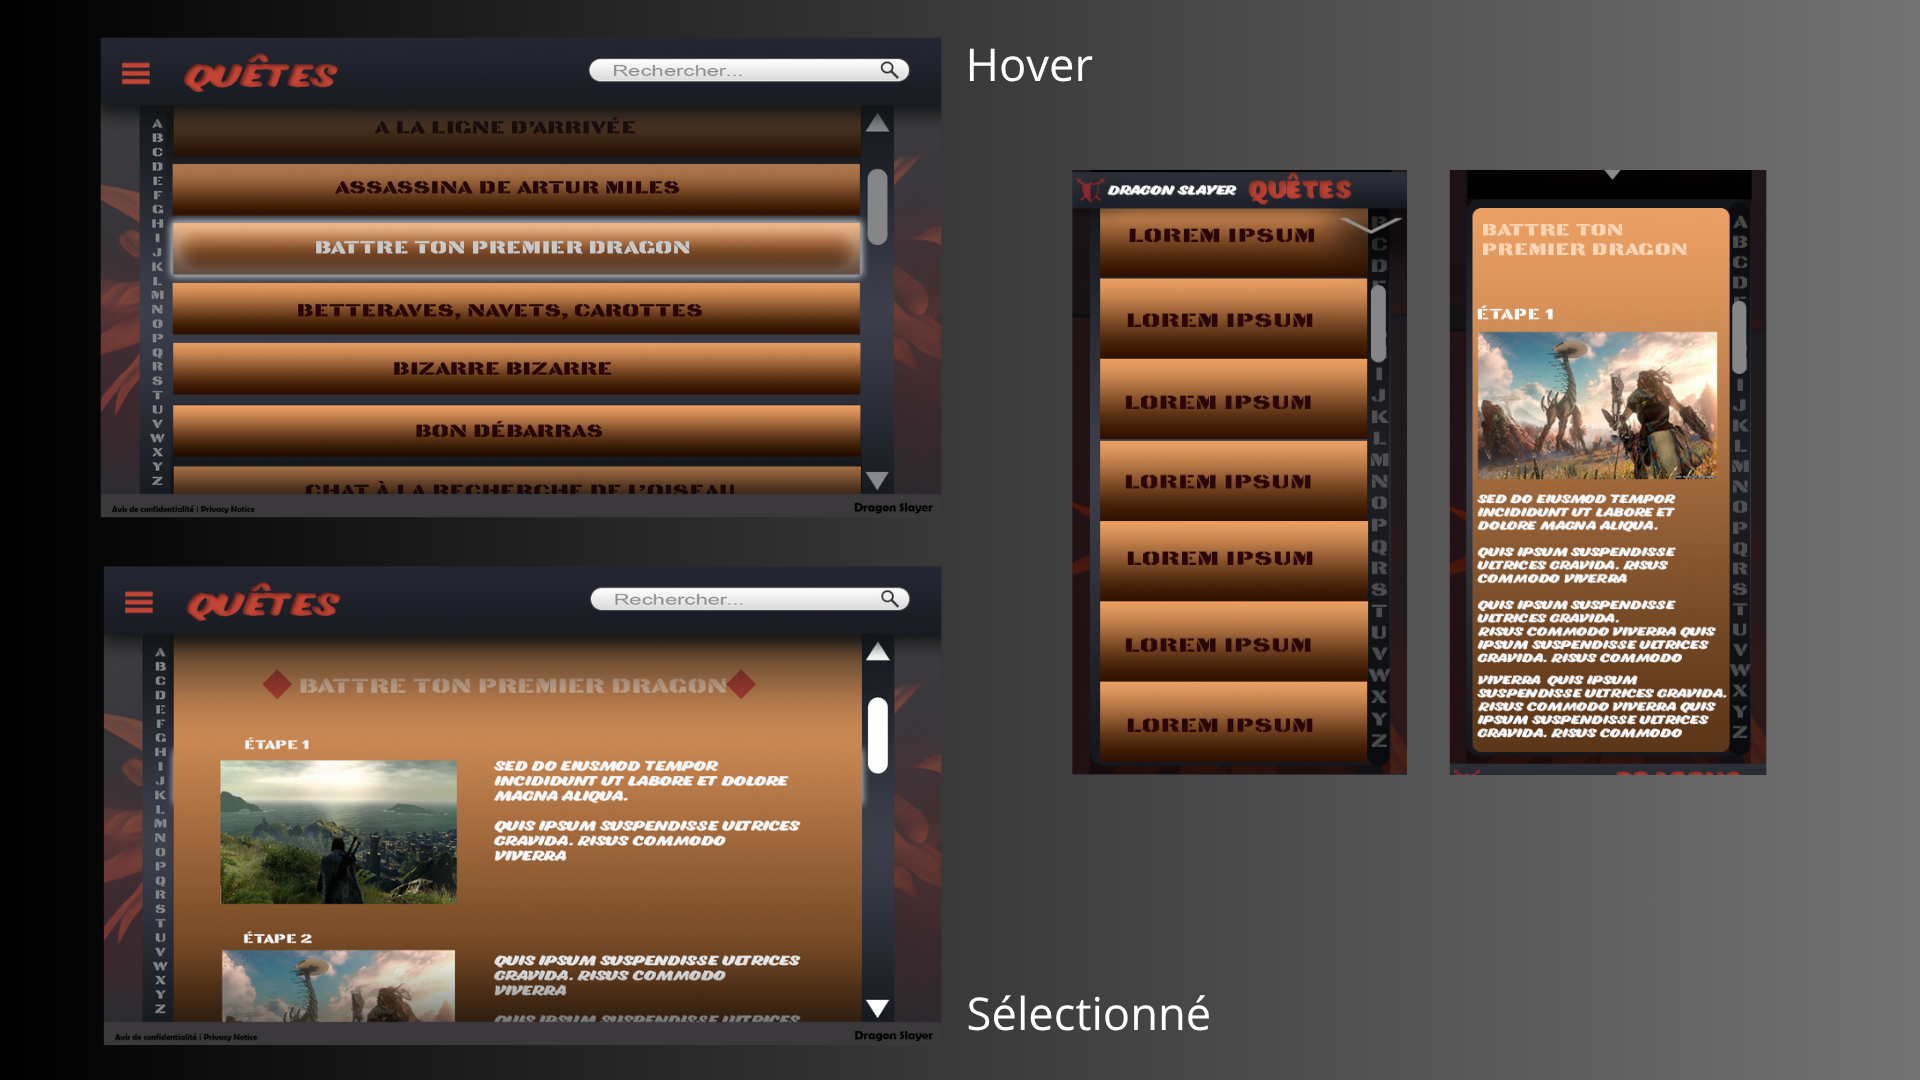 QUÊTES
Rechercher...
A
B
C
D
E
F
G
H
I
J
K
L
M
N
O
P
Q
R
S
T
U
V
W
X
Y
Z
A LA LIGNE D'ARRIVÉE
ASSASSINA DE ARTUR MILES
BATTRE TON PREMIER DRAGON
BETTERAVES, NAVETS, CAROTTES
BIZARRE BIZARRE
BON DÉBARRAS
CHAT À LA RECHERCHE DE L'OISEAU
Avis de confidentialité | Privacy Notice
Dragon Slayer
Hover
QUÊTES
Rechercher...
A
B
C
D
E
F
G
H
I
J
K
L
M
N
O
P
Q
R
S
T
U
V
W
X
Y
Z
BATTRE TON PREMIER DRAGON
ÉTAPE 1
SED DO EIUSMOD TEMPOR
INCIDIDUNT UT LABORE ET DOLORE
MAGNA ALIQUA.
QUIS IPSUM SUSPENDISSE ULTRICES
GRAVIDA. RISUS COMMODO
VIVERRA
ÉTAPE 2
QUIS IPSUM SUSPENDISSE ULTRICES
GRAVIDA. RISUS COMMODO
VIVERRA
QUIS IPSUM SUSPENDISSE ULTRICES
Avis de confidentialité | Privacy Notice
Dragon Slayer
Sélectionné
DRAGON SLAYER QUÊTES
LOREM IPSUM
LOREM IPSUM
LOREM IPSUM
LOREM IPSUM
LOREM IPSUM
LOREM IPSUM
LOREM IPSUM
B
C
D
I
J
K
L
M
N
O
P
Q
R
S
T
U
V
W
X
Y
Z
BATTRE TON
PREMIER DRAGON
ÉTAPE 1
SED DO EIUSMOD TEMPOR
INCIDIDUNT UT LABORE ET
DOLORE MAGNA ALIQUA.
QUIS IPSUM SUSPENDISSE
ULTRICES GRAVIDA. RISUS
COMMODO VIVERRA
QUIS IPSUM SUSPENDISSE
ULTRICES GRAVIDA.
RISUS COMMODO VIVERRA QUIS
IPSUM SUSPENDISSE ULTRICES
GRAVIDA. RISUS COMMODO
VIVERRA QUIS IPSUM
SUSPENDISSE ULTRICES GRAVIDA.
RISUS COMMODO VIVERRA QUIS
IPSUM SUSPENDISSE ULTRICES
GRAVIDA. RISUS COMMODO
A
B
C
D
I
J
K
L
M
N
O
P
Q
R
S
T
U
V
W
X
Y
Z